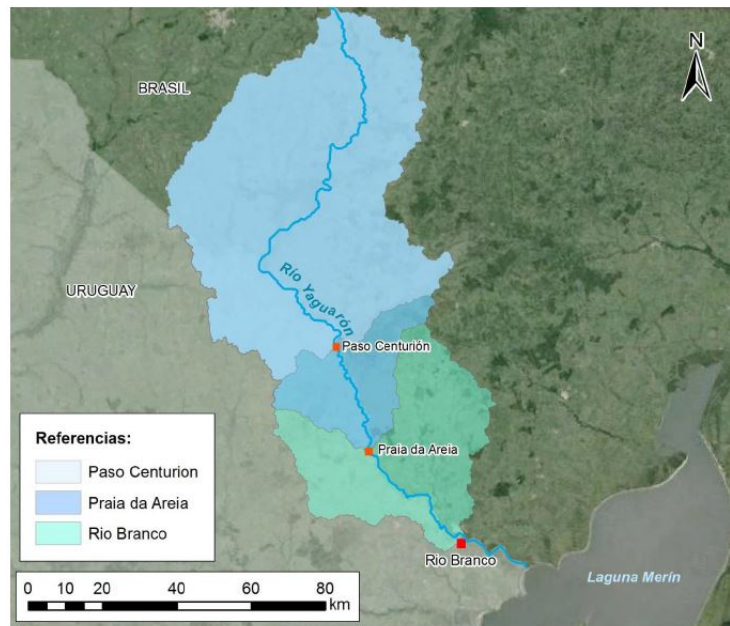 BRASIL
N
URUGUAY
Río Yaguarón
Paso Centurión
Praia da Areia
Rio Branco
Laguna Merín
Referencias:
Paso Centurion
Praia da Areia
Rio Branco
0 10 20 40 60 80
km